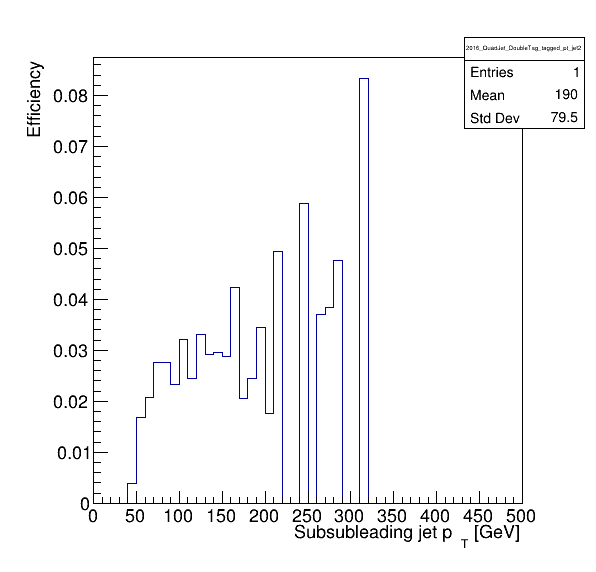 2016_QuadJet_DoubleTag_tagged_pt_jet2
Entries 1
Mean 190
Std Dev 79.5
Efficiency
0.08
0.07
0.06
0.05
0.04
0.03
0.02
0.01
0
0 50 100 150 200 250 300 350 400 450 500
Subsubleading jet p T [GeV]